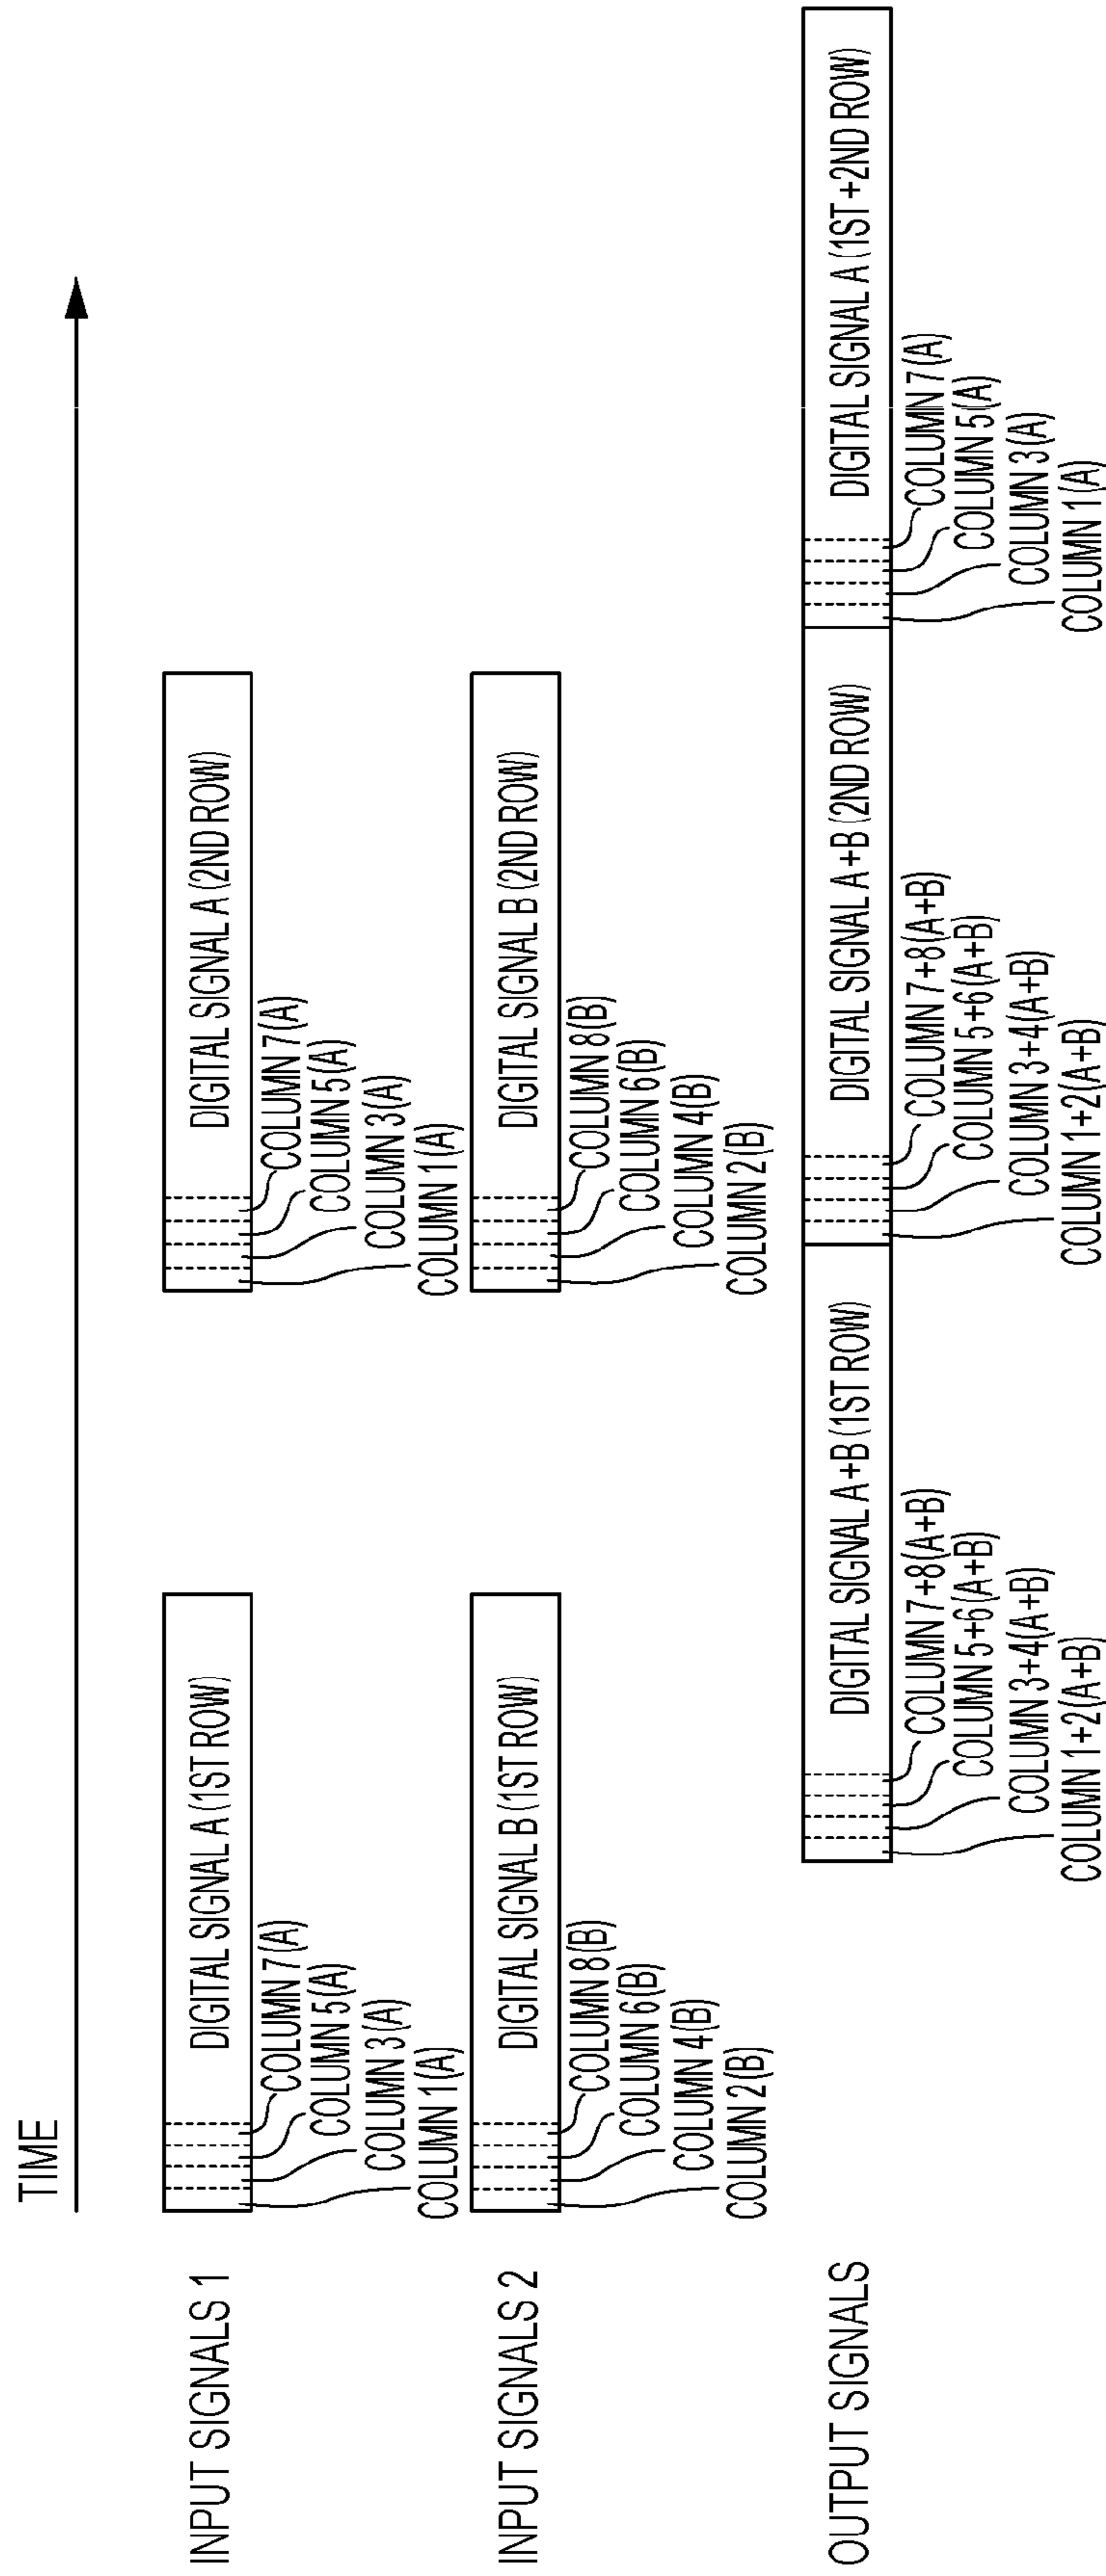 TIME
INPUT SIGNALS 1
DIGITAL SIGNAL A (1ST ROW)
COLUMN 7(A)
COLUMN 5(A)
COLUMN 3(A)
COLUMN 1(A)
DIGITAL SIGNAL A (2ND ROW)
COLUMN 7(A)
COLUMN 5(A)
COLUMN 3(A)
COLUMN 1(A)
INPUT SIGNALS 2
DIGITAL SIGNAL B (1ST ROW)
COLUMN 8(B)
COLUMN 6(B)
COLUMN 4(B)
COLUMN 2(B)
DIGITAL SIGNAL B (2ND ROW)
COLUMN 8(B)
COLUMN 6(B)
COLUMN 4(B)
COLUMN 2(B)
OUTPUT SIGNALS
DIGITAL SIGNAL A+B (1ST ROW)
COLUMN 7+8(A+B)
COLUMN 5+6(A+B)
COLUMN 3+4(A+B)
COLUMN 1+2(A+B)
DIGITAL SIGNAL A+B (2ND ROW)
COLUMN 7+8(A+B)
COLUMN 5+6(A+B)
COLUMN 3+4(A+B)
COLUMN 1+2(A+B)
DIGITAL SIGNAL A (1ST+2ND ROW)
COLUMN 7(A)
COLUMN 5(A)
COLUMN 3(A)
COLUMN 1(A)